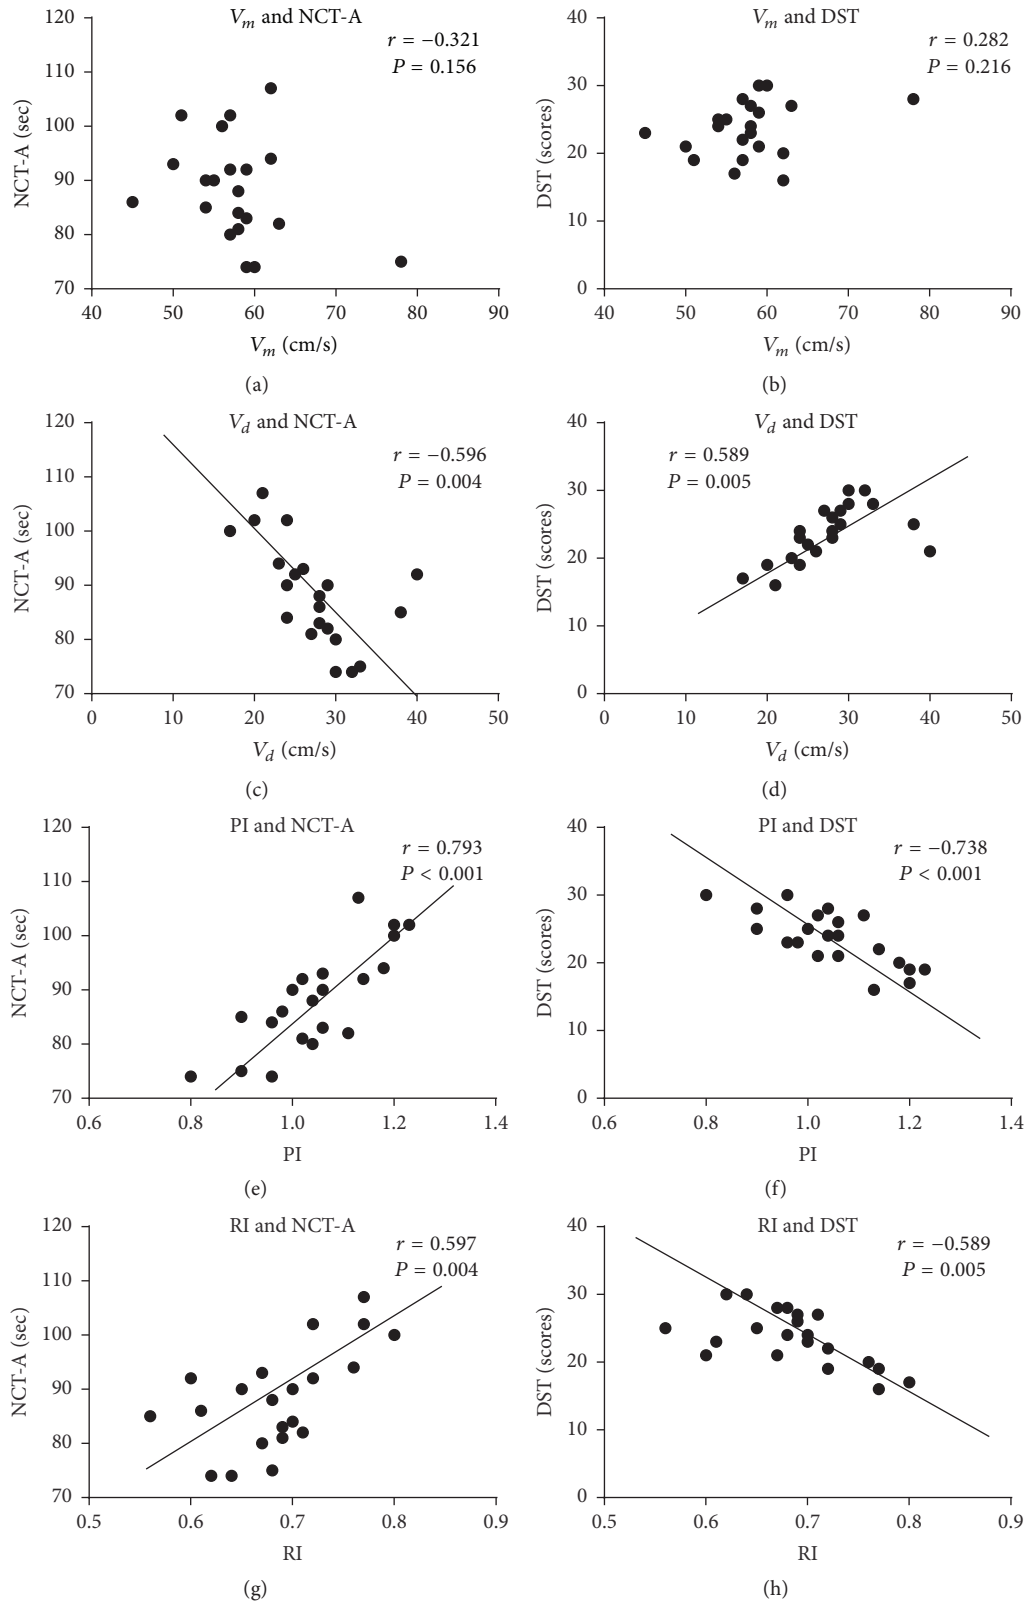 V_m and NCT-A
r = −0.321
P = 0.156
NCT-A (sec)
120
110
100
90
80
70
40 50 60 70 80 90
V_m (cm/s)
(a)
V_m and DST
r = 0.282
P = 0.216
DST (scores)
40
30
20
10
0
40 50 60 70 80 90
V_m (cm/s)
(b)
V_d and NCT-A
r = −0.596
P = 0.004
NCT-A (sec)
120
110
100
90
80
70
0 10 20 30 40 50
V_d (cm/s)
(c)
V_d and DST
r = 0.589
P = 0.005
DST (scores)
40
30
20
10
0
0 10 20 30 40 50
V_d (cm/s)
(d)
PI and NCT-A
r = 0.793
P < 0.001
NCT-A (sec)
120
110
100
90
80
70
0.6 0.8 1.0 1.2 1.4
PI
(e)
PI and DST
r = −0.738
P < 0.001
DST (scores)
40
30
20
10
0
0.6 0.8 1.0 1.2 1.4
PI
(f)
RI and NCT-A
r = 0.597
P = 0.004
NCT-A (sec)
120
110
100
90
80
70
0.5 0.6 0.7 0.8 0.9
RI
(g)
RI and DST
r = −0.589
P = 0.005
DST (scores)
40
30
20
10
0
0.5 0.6 0.7 0.8 0.9
RI
(h)